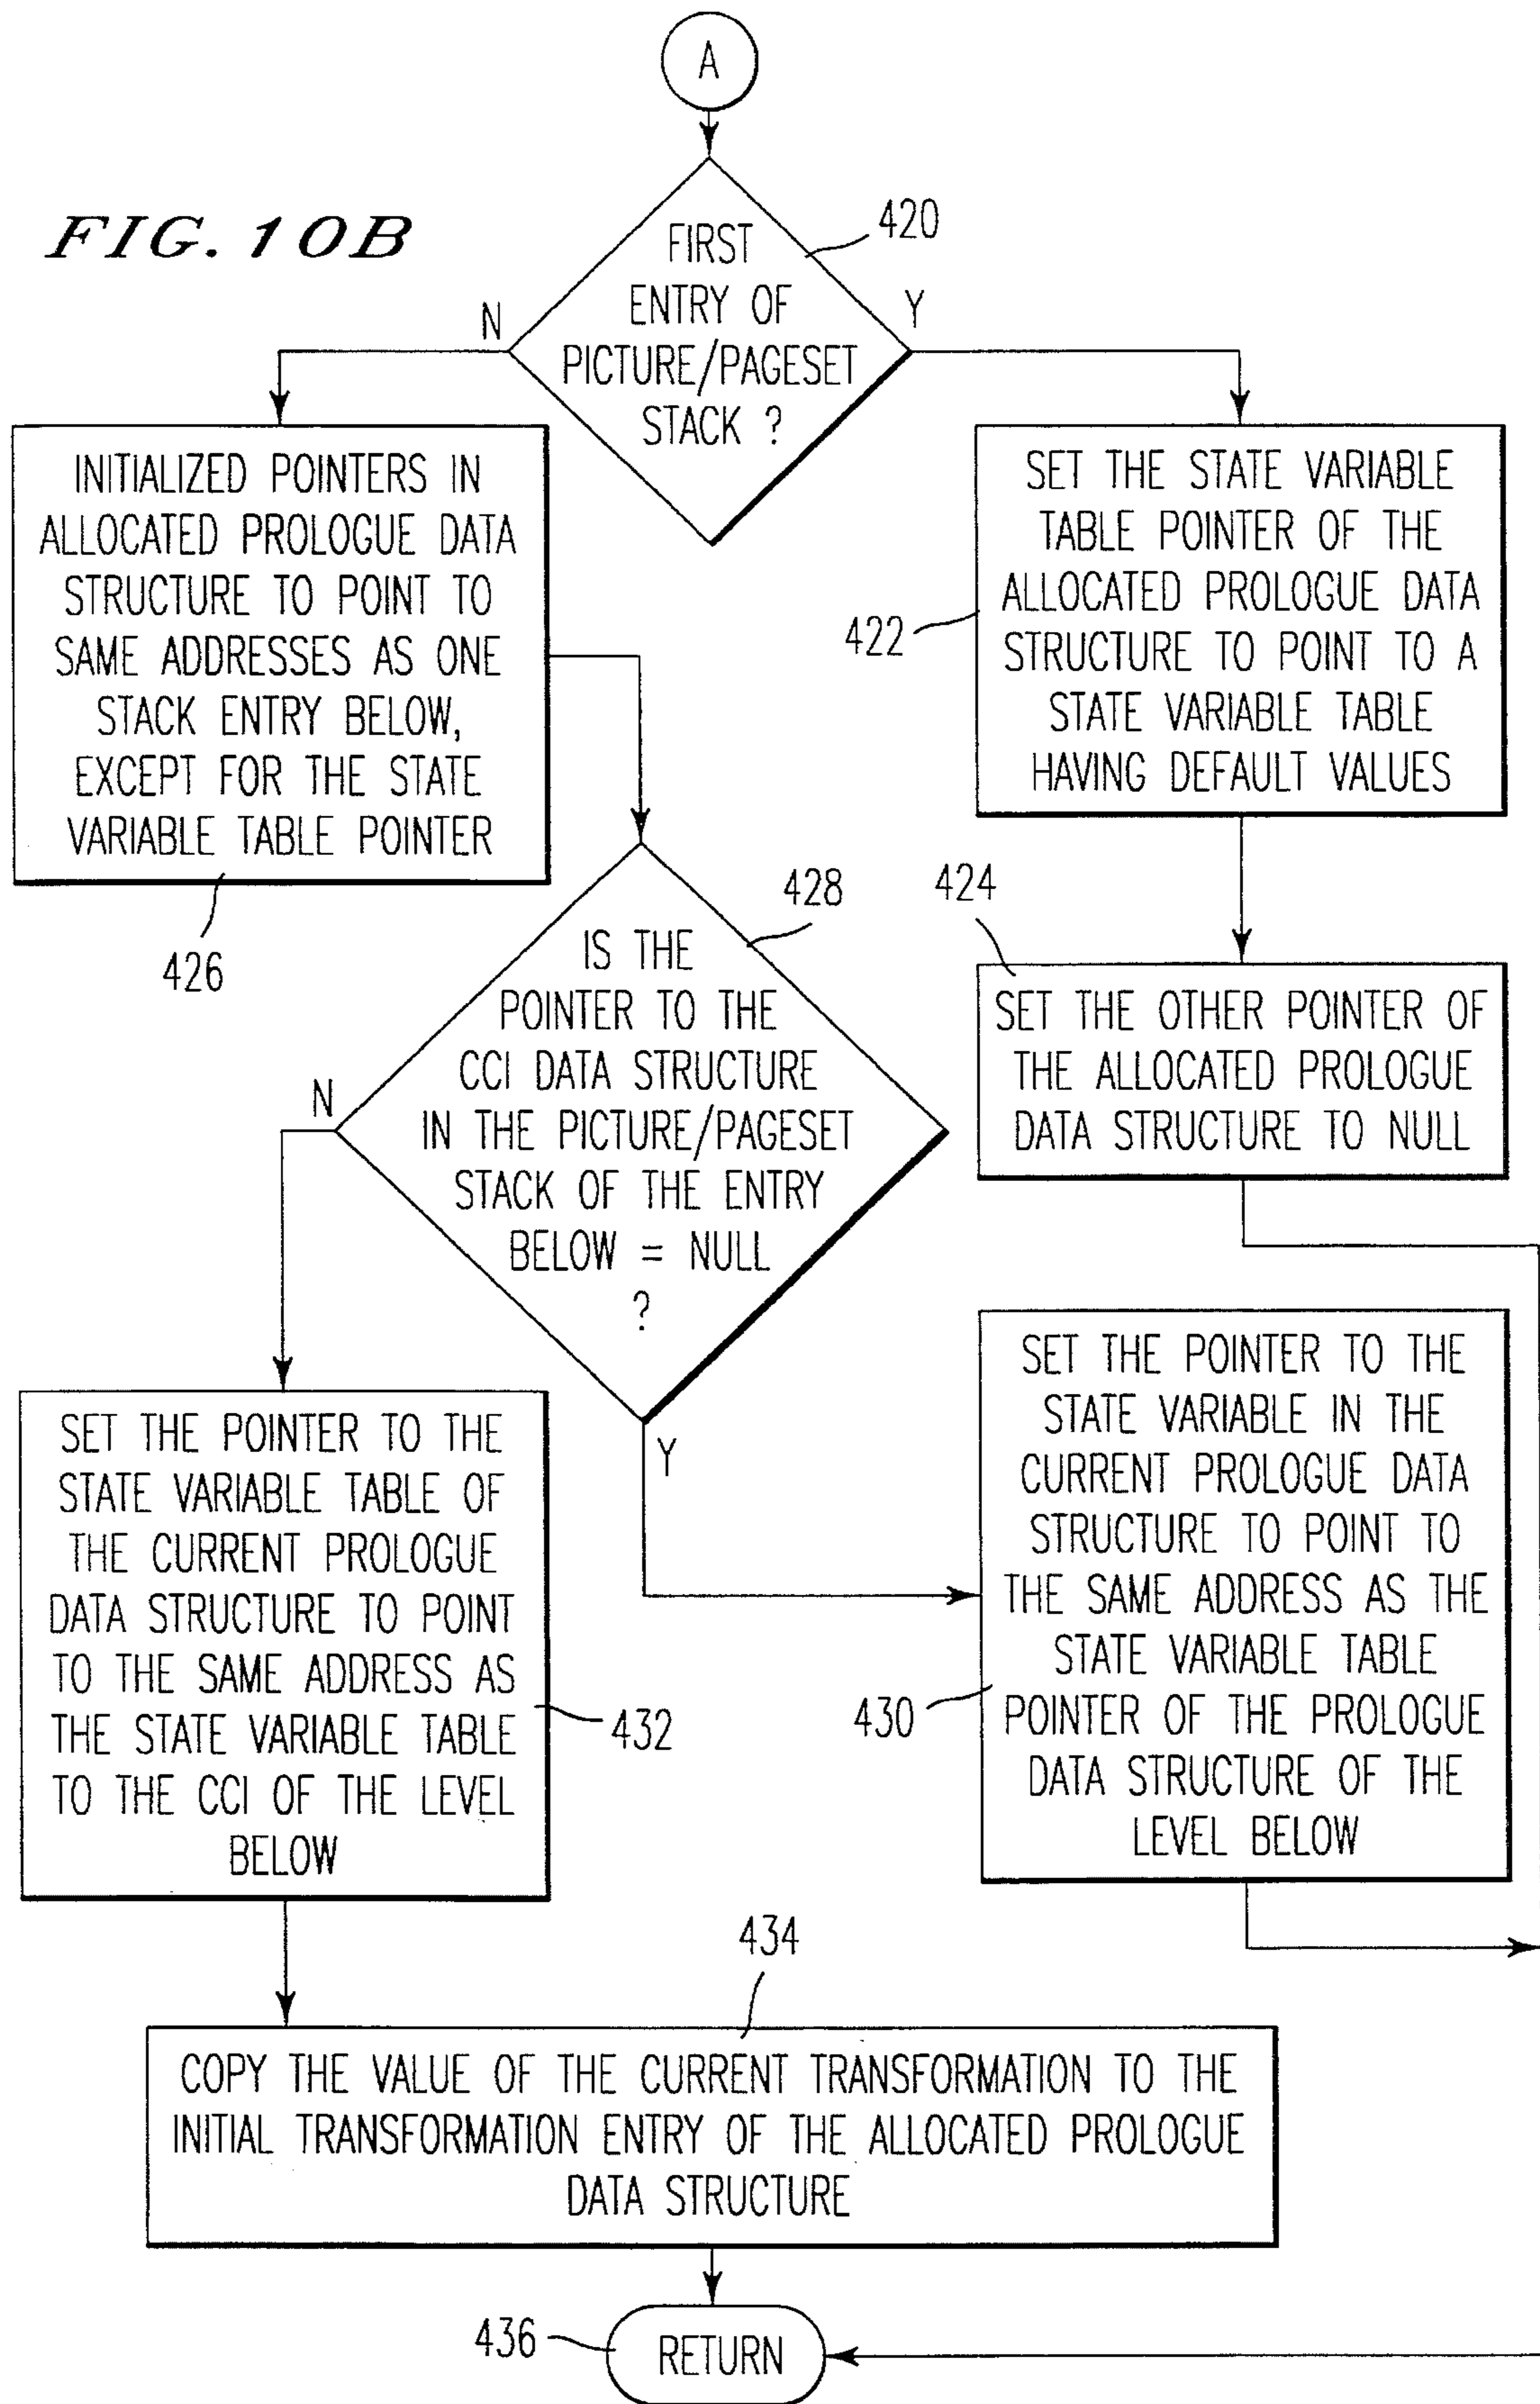 A
FIG. 10B
420
FIRST
ENTRY OF
PICTURE/PAGESET
STACK ?
N
Y
INITIALIZED POINTERS IN
ALLOCATED PROLOGUE DATA
STRUCTURE TO POINT TO
SAME ADDRESSES AS ONE
STACK ENTRY BELOW,
EXCEPT FOR THE STATE
VARIABLE TABLE POINTER
426
SET THE STATE VARIABLE
TABLE POINTER OF THE
ALLOCATED PROLOGUE DATA
STRUCTURE TO POINT TO A
STATE VARIABLE TABLE
HAVING DEFAULT VALUES
422
424
SET THE OTHER POINTER OF
THE ALLOCATED PROLOGUE
DATA STRUCTURE TO NULL
428
IS THE
POINTER TO THE
CCI DATA STRUCTURE
IN THE PICTURE/PAGESET
STACK OF THE ENTRY
BELOW = NULL
?
N
Y
SET THE POINTER TO THE
STATE VARIABLE TABLE OF
THE CURRENT PROLOGUE
DATA STRUCTURE TO POINT
TO THE SAME ADDRESS AS
THE STATE VARIABLE TABLE
TO THE CCI OF THE LEVEL
BELOW
432
SET THE POINTER TO THE
STATE VARIABLE IN THE
CURRENT PROLOGUE DATA
STRUCTURE TO POINT TO
THE SAME ADDRESS AS THE
STATE VARIABLE TABLE
POINTER OF THE PROLOGUE
DATA STRUCTURE OF THE
LEVEL BELOW
430
434
COPY THE VALUE OF THE CURRENT TRANSFORMATION TO THE
INITIAL TRANSFORMATION ENTRY OF THE ALLOCATED PROLOGUE
DATA STRUCTURE
436
RETURN